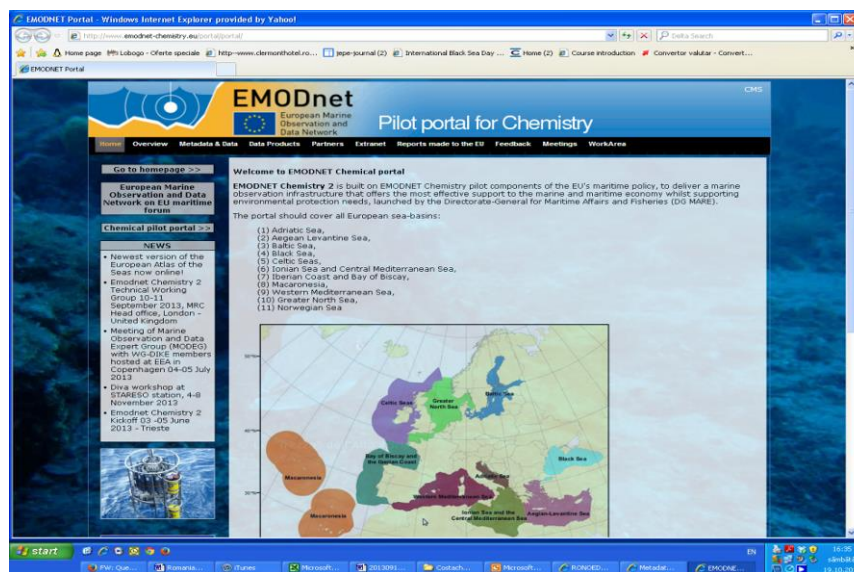 EMODNET Portal - Windows Internet Explorer provided by Yahoo!
http://www.emodnet-chemistry.eu/portal/portal/
Delta Search
Home page
Lobogo - Oferte speciale
http--www.clermonthotel.ro...
jepe-journal (2)
International Black Sea Day ...
Home (2)
Course introduction
Convertor valutar - Convert...
EMODNET Portal
CMS
EMODnet
European Marine
Observation and
Data Network
Pilot portal for Chemistry
Home Overview Metadata & Data Data Products Partners Extranet Reports made to the EU Feedback Meetings WorkArea
Go to homepage >>
European Marine
Observation and Data
Network on EU maritime
forum
Chemical pilot portal >>
NEWS
• Newest version of the
European Atlas of the
Seas now online!
• Emodnet Chemistry 2
Technical Working
Group 10-11
September 2013, MRC
Head office, London -
United Kingdom
• Meeting of Marine
Observation and Data
Expert Group (MODEG)
with WG-DIKE members
hosted at EEA in
Copenhagen 04-05 July
2013
• Diva workshop at
STARESO station, 4-8
November 2013
• Emodnet Chemistry 2
Kickoff 03 -05 June
2013 - Trieste
Welcome to EMODNET Chemical portal
EMODNET Chemistry 2 is built on EMODNET Chemistry pilot components of the EU's maritime policy, to deliver a marine
observation infrastructure that offers the most effective support to the marine and maritime economy whilst supporting
environmental protection needs, launched by the Directorate-General for Maritime Affairs and Fisheries (DG MARE).
The portal should cover all European sea-basins:
(1) Adriatic Sea,
(2) Aegean Levantine Sea,
(3) Baltic Sea,
(4) Black Sea,
(5) Celtic Seas,
(6) Ionian Sea and Central Mediterranean Sea,
(7) Iberian Coast and Bay of Biscay,
(8) Macaronesia,
(9) Western Mediterranean Sea,
(10) Greater North Sea,
(11) Norwegian Sea
Celtic Seas
Greater
North Sea
Baltic Sea
Bay of Biscay and
the Iberian Coast
Black Sea
Macaronesia
Adriatic Sea
Western Mediterranean Sea
Macaronesia
Ionian Sea and the
Central Mediterranean Sea
Aegian-Levantine Sea
start
FW: Que...
Romania...
iTunes
Microsoft...
2013091...
Costach...
Microsoft...
RONOED...
Metadat...
EMODNE...
EN
16:35
sâmbătă